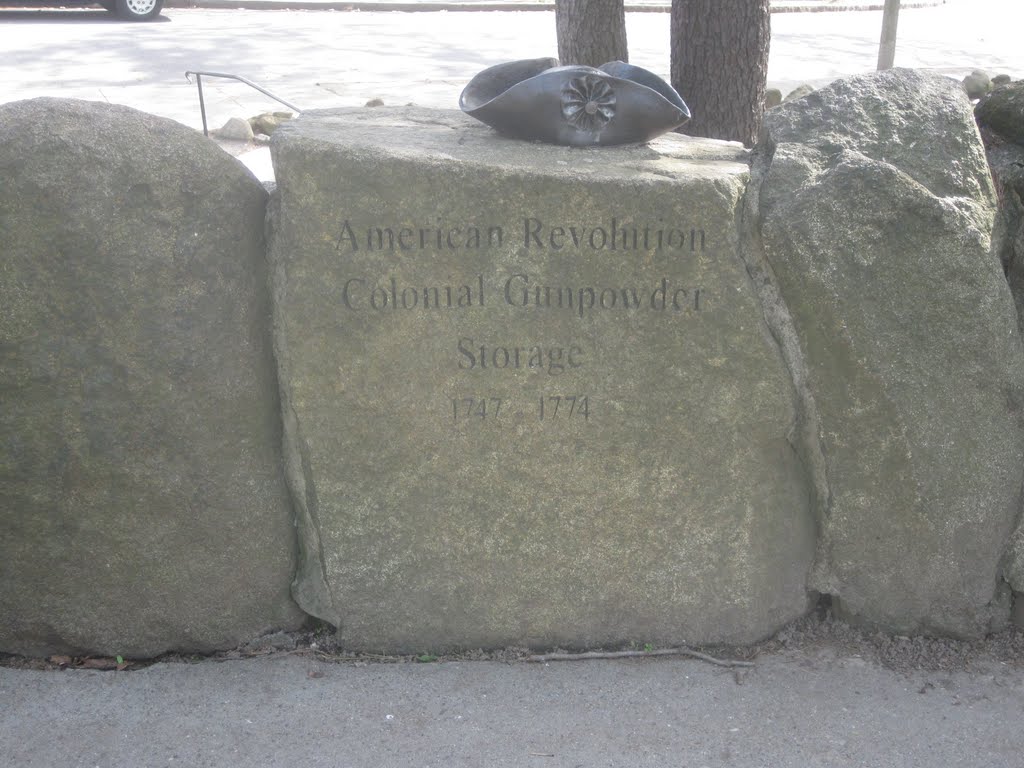 American Revolution
Colonial Gunpowder
Storage
1747 - 1774